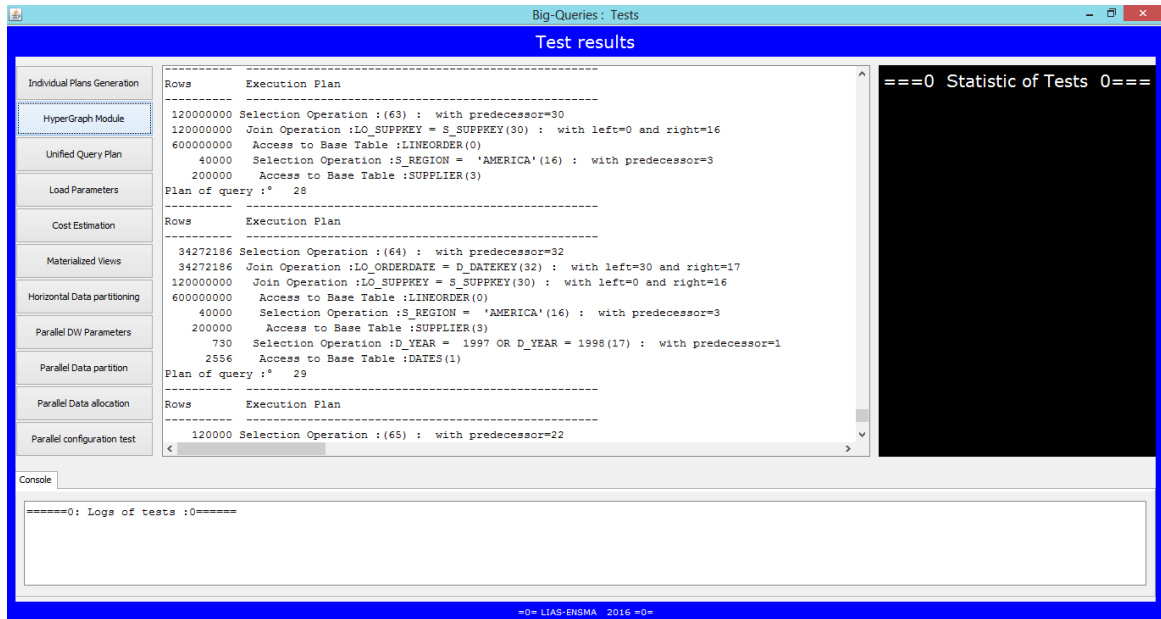 Big-Queries : Tests
Test results
Individual Plans Generation
HyperGraph Module
Unified Query Plan
Load Parameters
Cost Estimation
Materialized Views
Horizontal Data partitioning
Parallel DW Parameters
Parallel Data partition
Parallel Data allocation
Parallel configuration test
---------- ----------------------------------------------------
Rows Execution Plan
---------- ----------------------------------------------------
120000000 Selection Operation :(63) : with predecessor=30
120000000 Join Operation :LO_SUPPKEY = S_SUPPKEY(30) : with left=0 and right=16
600000000 Access to Base Table :LINEORDER(0)
40000 Selection Operation :S_REGION = 'AMERICA'(16) : with predecessor=3
200000 Access to Base Table :SUPPLIER(3)
Plan of query :° 28
---------- ----------------------------------------------------
Rows Execution Plan
---------- ----------------------------------------------------
34272186 Selection Operation :(64) : with predecessor=32
34272186 Join Operation :LO_ORDERDATE = D_DATEKEY(32) : with left=30 and right=17
120000000 Join Operation :LO_SUPPKEY = S_SUPPKEY(30) : with left=0 and right=16
600000000 Access to Base Table :LINEORDER(0)
40000 Selection Operation :S_REGION = 'AMERICA'(16) : with predecessor=3
200000 Access to Base Table :SUPPLIER(3)
730 Selection Operation :D_YEAR = 1997 OR D_YEAR = 1998(17) : with predecessor=1
2556 Access to Base Table :DATES(1)
Plan of query :° 29
---------- ----------------------------------------------------
Rows Execution Plan
---------- ----------------------------------------------------
120000 Selection Operation :(65) : with predecessor=22
===0 Statistic of Tests 0===
Console
======0: Logs of tests :0======
=0= LIAS-ENSMA 2016 =0=